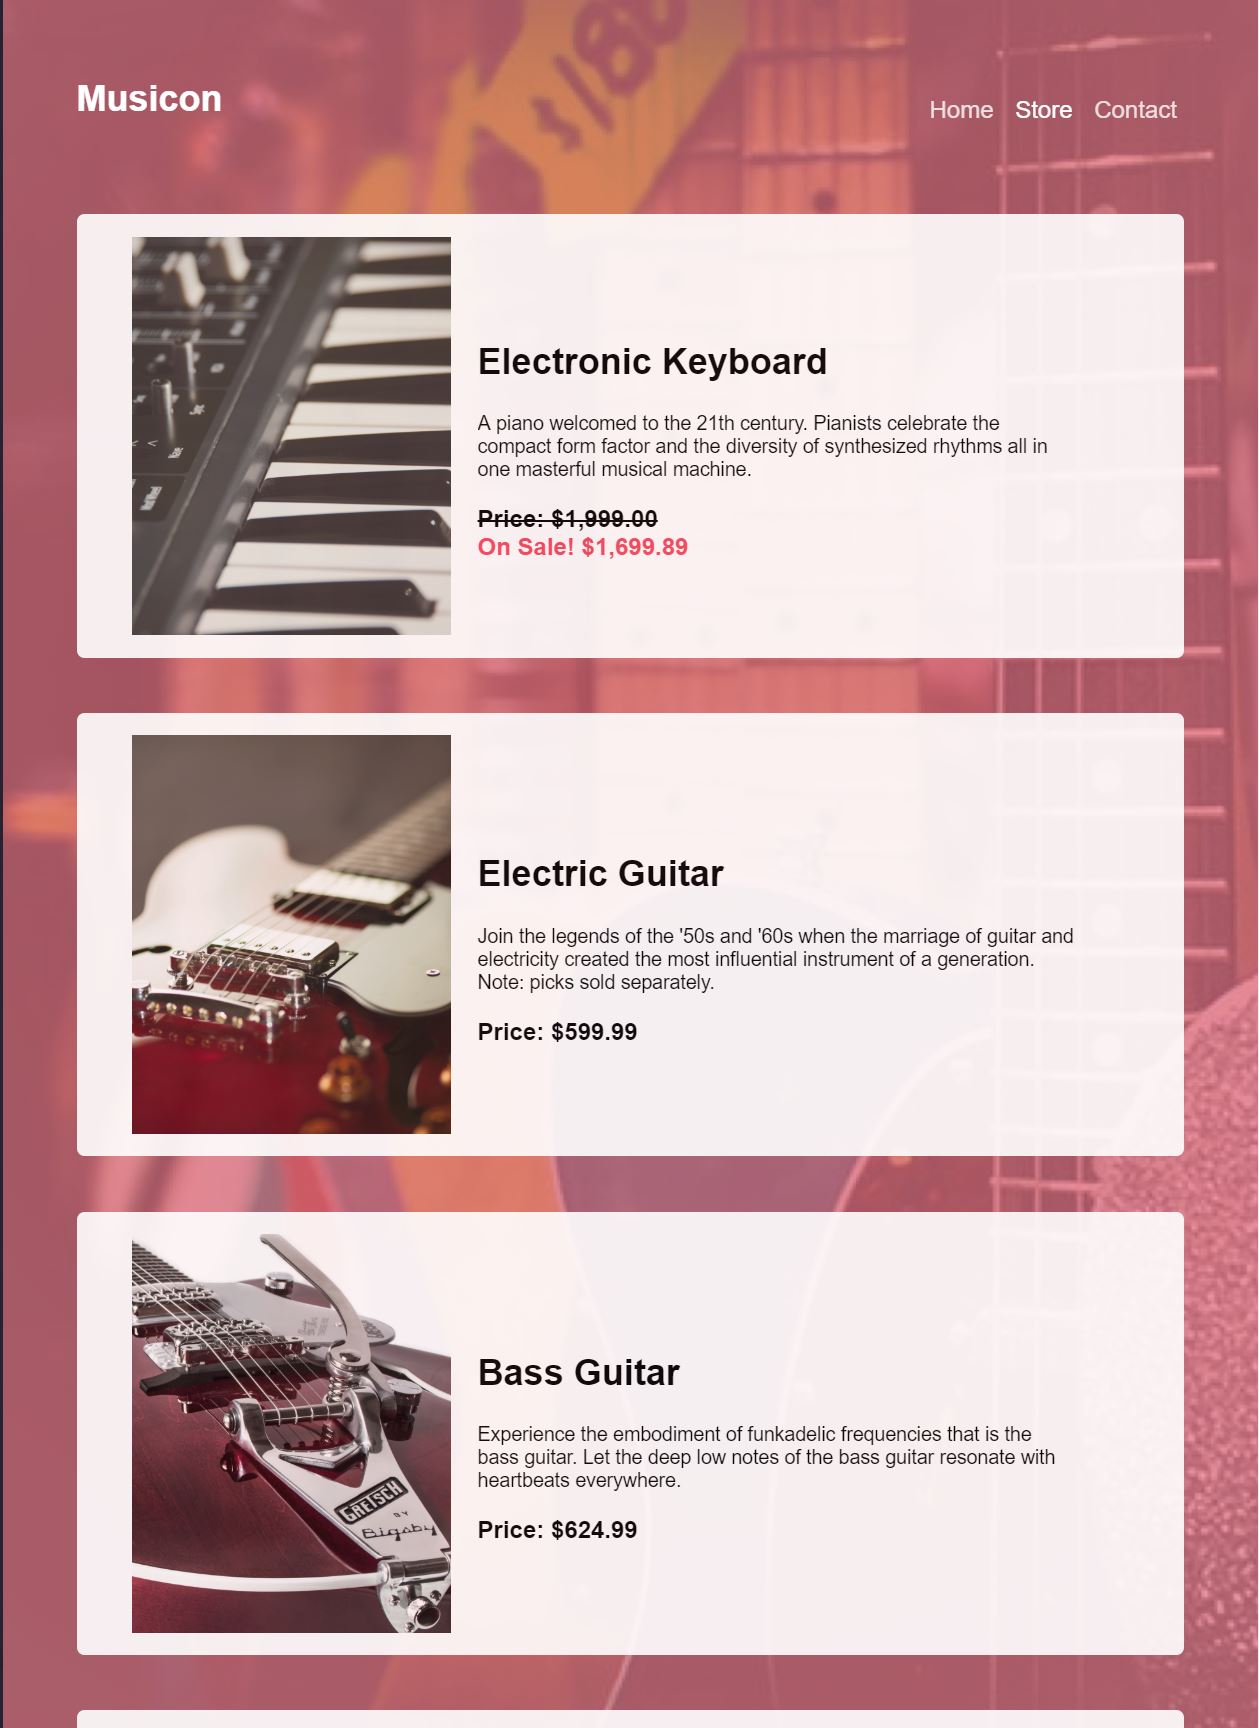 $180
Musicon
Home Store Contact
Electronic Keyboard
A piano welcomed to the 21th century. Pianists celebrate the
compact form factor and the diversity of synthesized rhythms all in
one masterful musical machine.
Price: $1,999.00
On Sale! $1,699.89
Electric Guitar
Join the legends of the '50s and '60s when the marriage of guitar and
electricity created the most influential instrument of a generation.
Note: picks sold separately.
Price: $599.99
Bass Guitar
Experience the embodiment of funkadelic frequencies that is the
bass guitar. Let the deep low notes of the bass guitar resonate with
heartbeats everywhere.
GRETSCH
BY
Bigsby
Price: $624.99